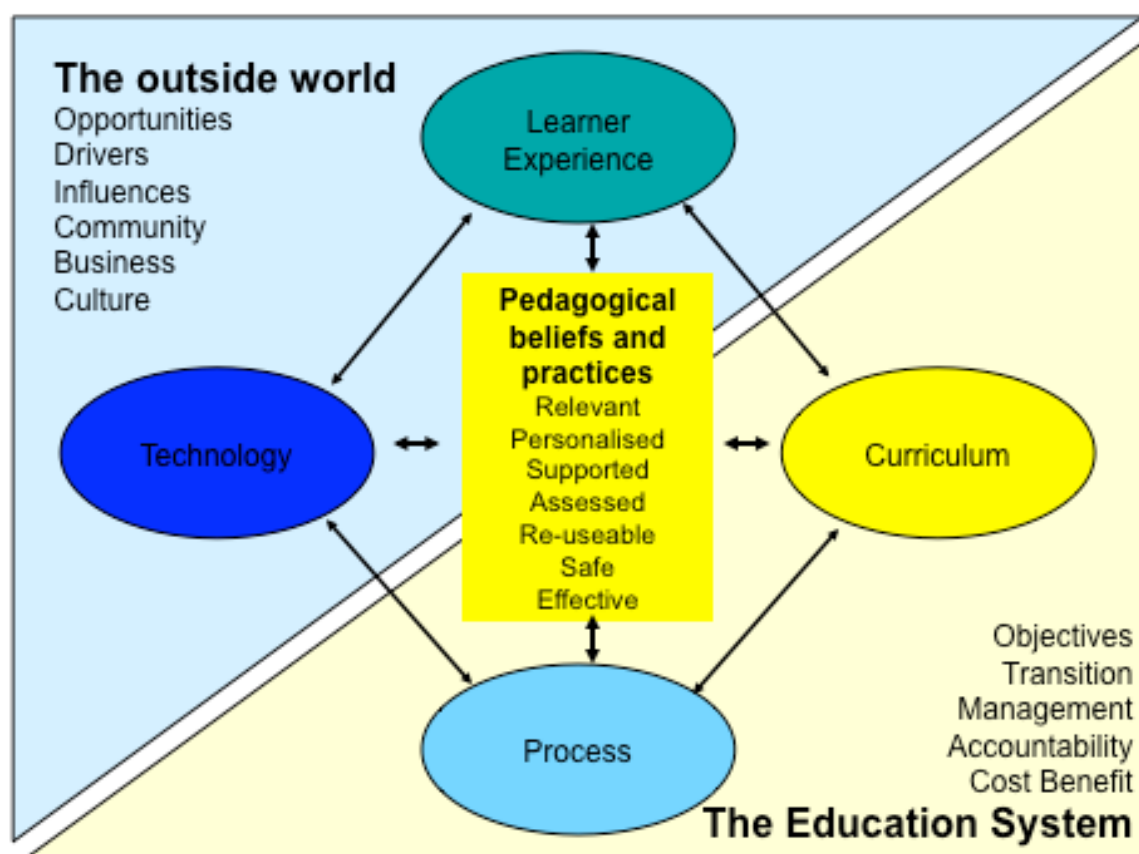 The outside world
Opportunities
Drivers
Influences
Community
Business
Culture
Learner
Experience
Pedagogical
beliefs and
practices
Relevant
Personalised
Supported
Assessed
Re-useable
Safe
Effective
Technology
Curriculum
Process
Objectives
Transition
Management
Accountability
Cost Benefit
The Education System